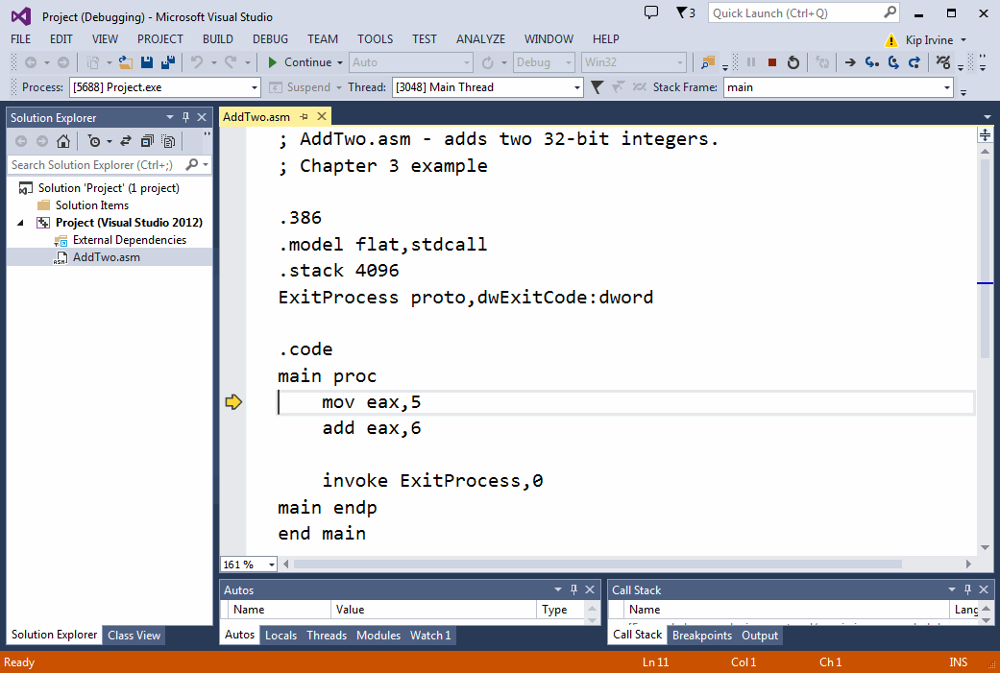 Project (Debugging) - Microsoft Visual Studio
3
Quick Launch (Ctrl+Q)
FILE EDIT VIEW PROJECT BUILD DEBUG TEAM TOOLS TEST ANALYZE WINDOW HELP
Kip Irvine
Continue Auto Debug Win32
Process: [5688] Project.exe Suspend Thread: [3048] Main Thread Stack Frame: main
Solution Explorer
Search Solution Explorer (Ctrl+;)
Solution 'Project' (1 project)
Solution Items
Project (Visual Studio 2012)
External Dependencies
ASM AddTwo.asm
Solution Explorer Class View
AddTwo.asm
; AddTwo.asm - adds two 32-bit integers.
; Chapter 3 example
.386
.model flat,stdcall
.stack 4096
ExitProcess proto,dwExitCode:dword
.code
main proc
mov eax,5
add eax,6
invoke ExitProcess,0
main endp
end main
161 %
Autos
Name Value Type
Autos Locals Threads Modules Watch 1
Call Stack
Name Lang
Call Stack Breakpoints Output
Ready Ln 11 Col 1 Ch 1 INS